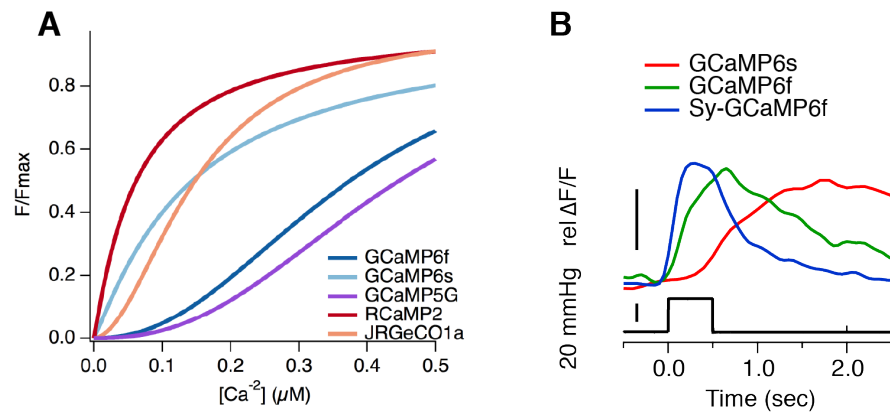 A
F/Fmax
0.8
0.6
0.4
0.2
0.0
GCaMP6f
GCaMP6s
GCaMP5G
RCaMP2
JRGeCO1a
0.0 0.1 0.2 0.3 0.4 0.5
[Ca⁻²] (µM)
B
GCaMP6s
GCaMP6f
Sy-GCaMP6f
rel ΔF/F
20 mmHg
0.0 1.0 2.0
Time (sec)